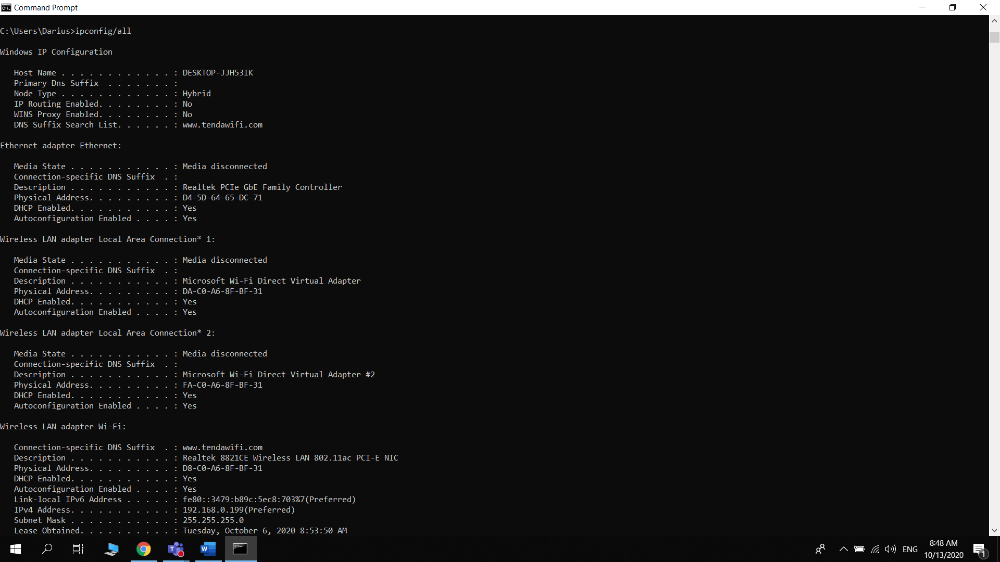 Command Prompt
C:\Users\Darius>ipconfig/all
Windows IP Configuration
Host Name . . . . . . . . . . . . : DESKTOP-JJH53IK
Primary Dns Suffix  . . . . . . . :
Node Type . . . . . . . . . . . . : Hybrid
IP Routing Enabled. . . . . . . . : No
WINS Proxy Enabled. . . . . . . . : No
DNS Suffix Search List. . . . . . : www.tendawifi.com
Ethernet adapter Ethernet:
Media State . . . . . . . . . . . : Media disconnected
Connection-specific DNS Suffix  . :
Description . . . . . . . . . . . : Realtek PCIe GbE Family Controller
Physical Address. . . . . . . . . : D4-5D-64-65-DC-71
DHCP Enabled. . . . . . . . . . . : Yes
Autoconfiguration Enabled . . . . : Yes
Wireless LAN adapter Local Area Connection* 1:
Media State . . . . . . . . . . . : Media disconnected
Connection-specific DNS Suffix  . :
Description . . . . . . . . . . . : Microsoft Wi-Fi Direct Virtual Adapter
Physical Address. . . . . . . . . : DA-C0-A6-8F-BF-31
DHCP Enabled. . . . . . . . . . . : Yes
Autoconfiguration Enabled . . . . : Yes
Wireless LAN adapter Local Area Connection* 2:
Media State . . . . . . . . . . . : Media disconnected
Connection-specific DNS Suffix  . :
Description . . . . . . . . . . . : Microsoft Wi-Fi Direct Virtual Adapter #2
Physical Address. . . . . . . . . : FA-C0-A6-8F-BF-31
DHCP Enabled. . . . . . . . . . . : Yes
Autoconfiguration Enabled . . . . : Yes
Wireless LAN adapter Wi-Fi:
Connection-specific DNS Suffix  . : www.tendawifi.com
Description . . . . . . . . . . . : Realtek 8821CE Wireless LAN 802.11ac PCI-E NIC
Physical Address. . . . . . . . . : D8-C0-A6-8F-BF-31
DHCP Enabled. . . . . . . . . . . : Yes
Autoconfiguration Enabled . . . . : Yes
Link-local IPv6 Address . . . . . : fe80::3479:b89c:5ec8:703%7(Preferred)
IPv4 Address. . . . . . . . . . . : 192.168.0.199(Preferred)
Subnet Mask . . . . . . . . . . . : 255.255.255.0
Lease Obtained. . . . . . . . . . : Tuesday, October 6, 2020 8:53:50 AM
ENG
8:48 AM
10/13/2020
1